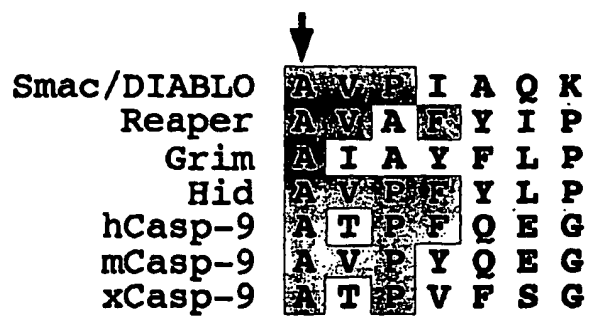 Smac/DIABLO A V P I A Q K
Reaper A V A F Y I P
Grim A I A Y F L P
Hid A V P F Y L P
hCasp-9 A T P F Q E G
mCasp-9 A V P Y Q E G
xCasp-9 A T P V F S G